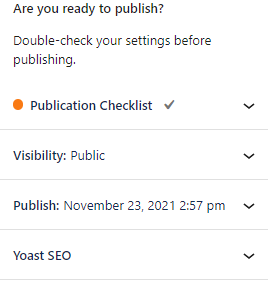 Are you ready to publish?
Double-check your settings before
publishing.
Publication Checklist
Visibility: Public
Publish: November 23, 2021 2:57 pm
Yoast SEO